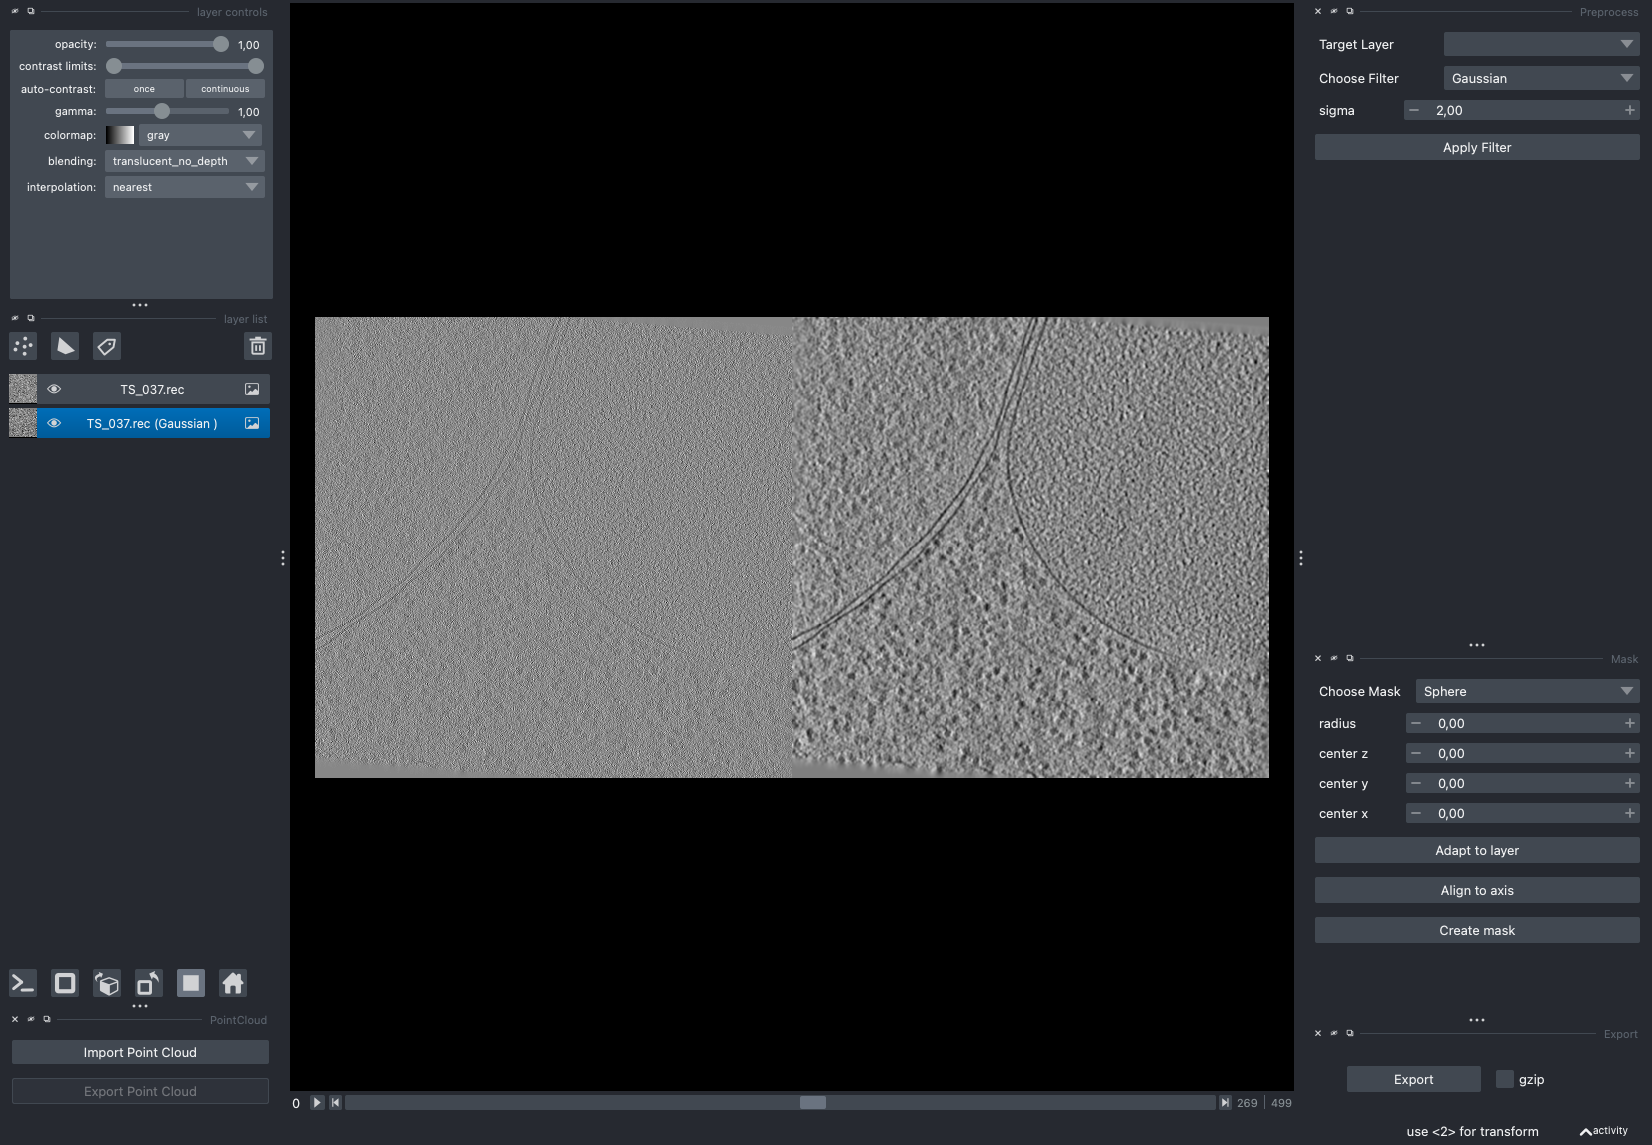 layer controls
opacity: 1,00
contrast limits:
auto-contrast: once continuous
gamma: 1,00
colormap: gray
blending: translucent_no_depth
interpolation: nearest
layer list
TS_037.rec
TS_037.rec (Gaussian )
PointCloud
Import Point Cloud
Export Point Cloud
0 269 499
Preprocess
Target Layer
Choose Filter Gaussian
sigma 2,00
Apply Filter
Mask
Choose Mask Sphere
radius 0,00
center z 0,00
center y 0,00
center x 0,00
Adapt to layer
Align to axis
Create mask
Export
Export gzip
use <2> for transform activity